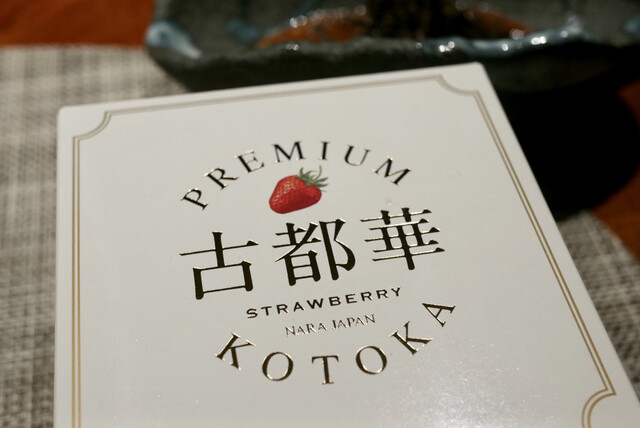 PREMIUM
古都華
STRAWBERRY
NARA JAPAN
KOTOKA